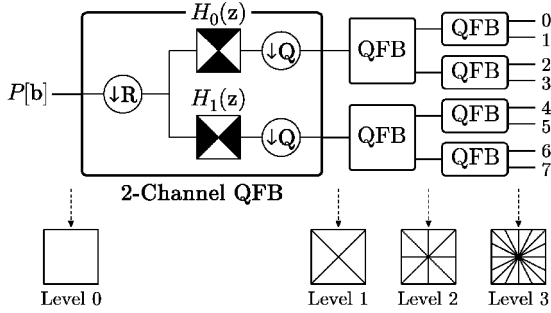 H₀(z)
P[b]
↓R
↓Q
H₁(z)
↓Q
2-Channel QFB
QFB
QFB
QFB
QFB
QFB
QFB
0
1
2
3
4
5
6
7
Level 0
Level 1
Level 2
Level 3